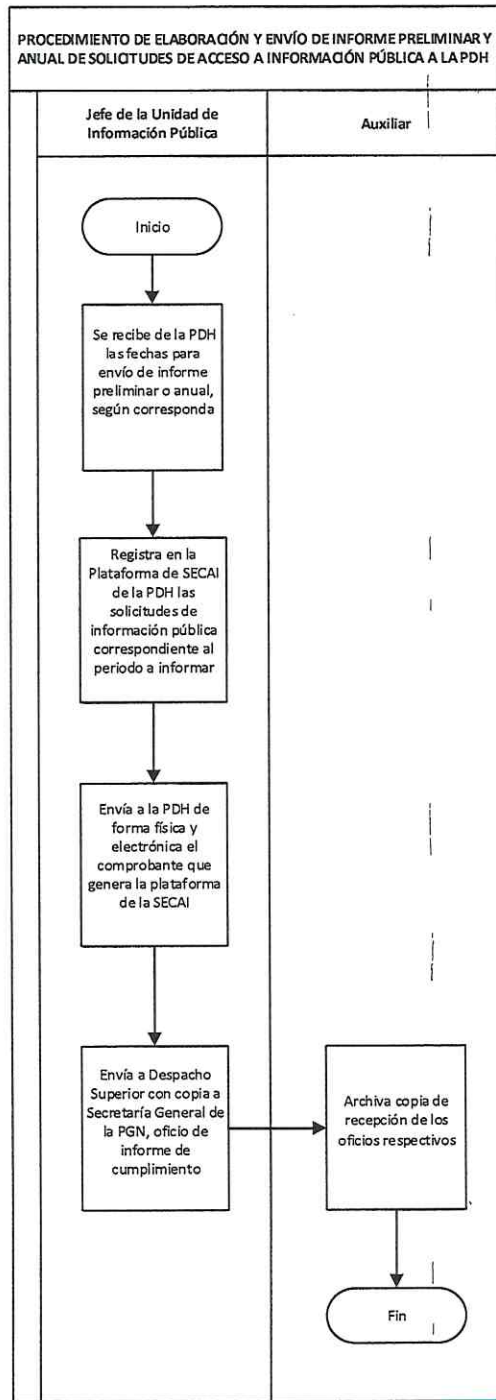 PROCEDIMIENTO DE ELABORACIÓN Y ENVÍO DE INFORME PRELIMINAR Y
ANUAL DE SOLICITUDES DE ACCESO A INFORMACIÓN PÚBLICA A LA PDH
Jefe de la Unidad de
Información Pública
Auxiliar
Inicio
Se recibe de la PDH
las fechas para
envío de informe
preliminar o anual,
según corresponda
Registra en la
Plataforma de SECAI
de la PDH las
solicitudes de
información pública
correspondiente al
periodo a informar
Envía a la PDH de
forma física y
electrónica el
comprobante que
genera la plataforma
de la SECAI
Envía a Despacho
Superior con copia a
Secretaría General de
la PGN, oficio de
informe de
cumplimiento
Archiva copia de
recepción de los
oficios respectivos
Fin